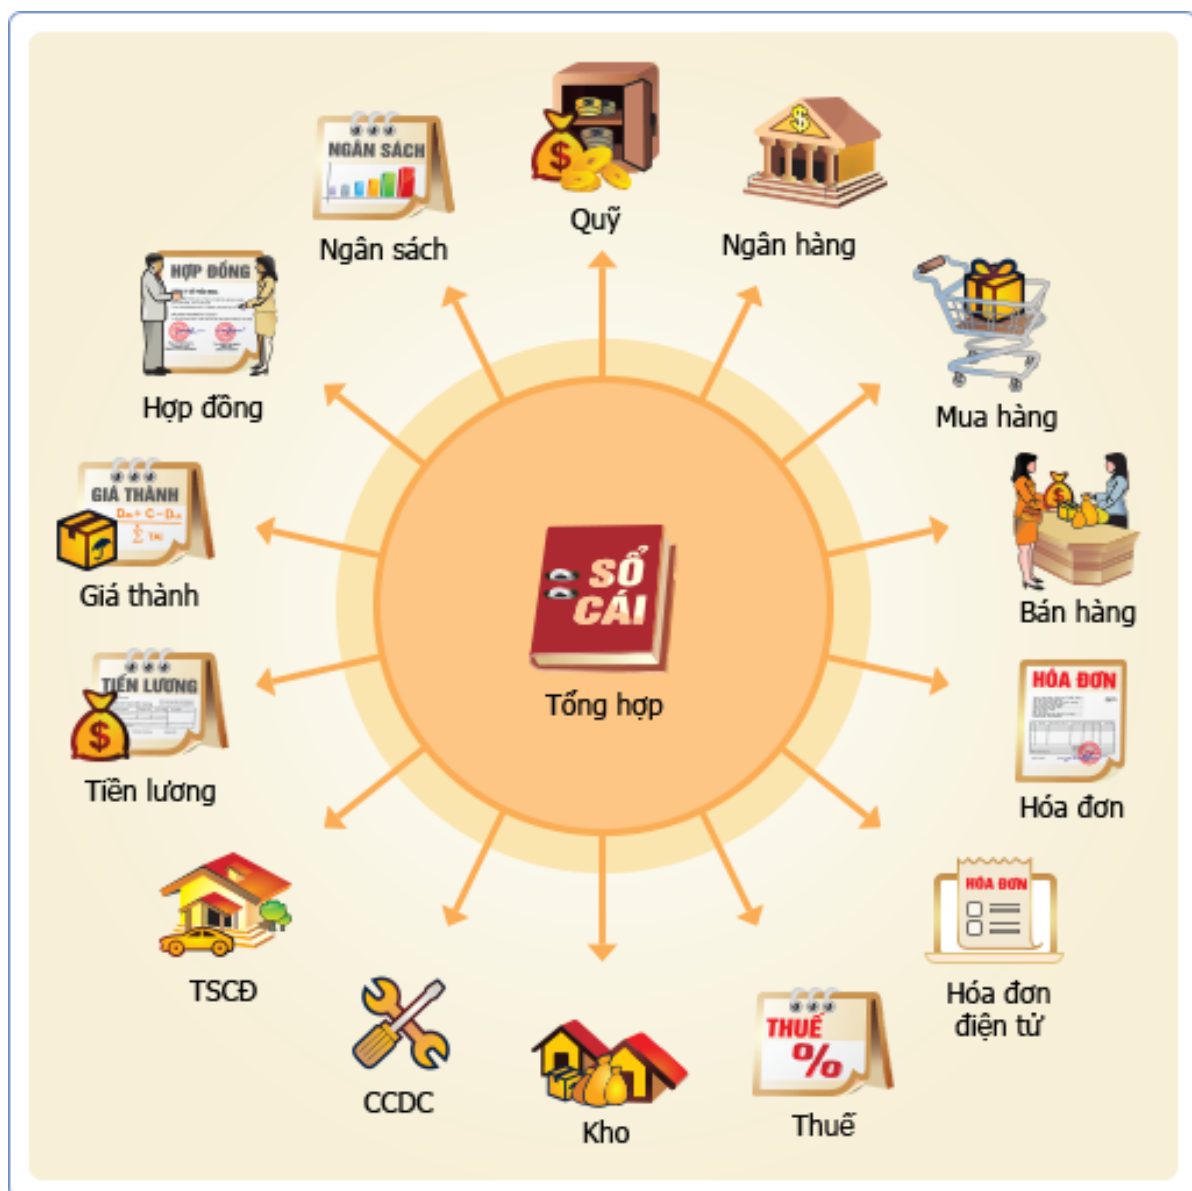 NGÂN SÁCH
Ngân sách
Quỹ
Ngân hàng
HỢP ĐỒNG
Hợp đồng
Mua hàng
GIÁ THÀNH
Giá thành
Bán hàng
SỔ
CÁI
Tổng hợp
TIỀN LƯƠNG
Tiền lương
HÓA ĐƠN
Hóa đơn
TSCĐ
HÓA ĐƠN
Hóa đơn
điện tử
CCDC
Kho
THUẾ
%
Thuế